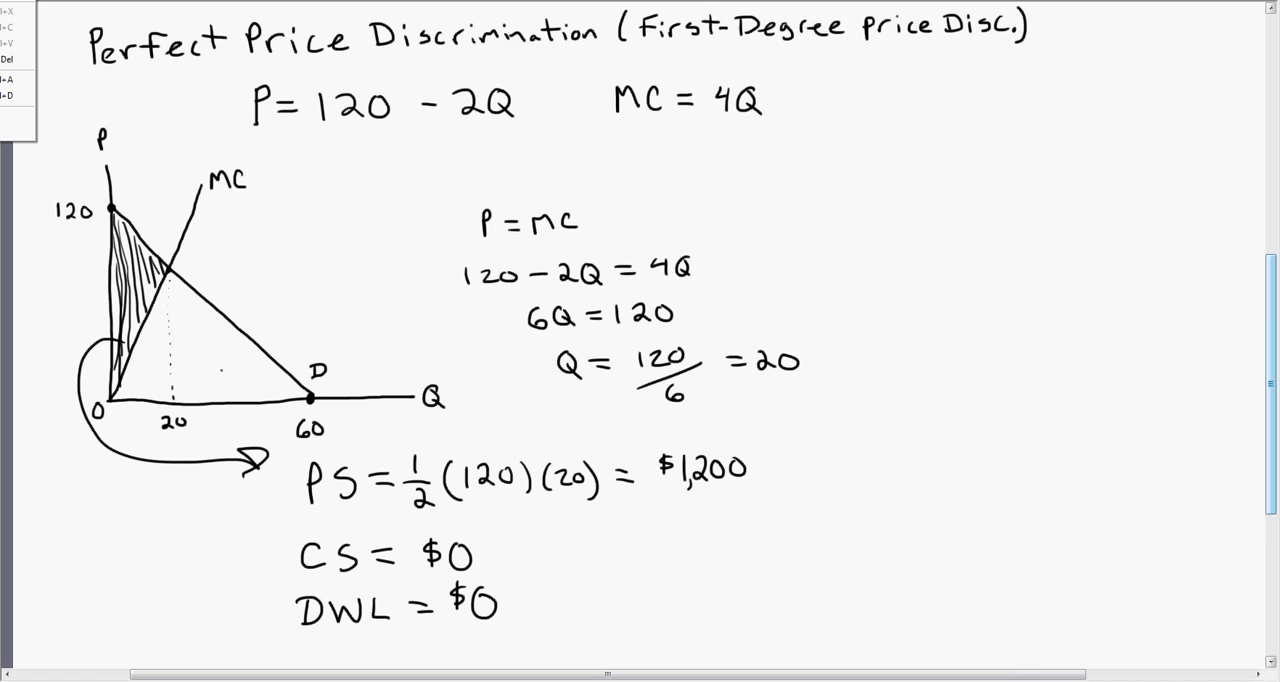 l+X
l+C
l+V
Del
l+A
l+D
Perfect Price Discrimination (First-Degree price Disc.)
P = 120 - 2Q
MC = 4Q
P
MC
120
D
Q
0
20
60
P = MC
120 - 2Q = 4Q
6Q = 120
Q = 120/6 = 20
PS = 1/2 (120)(20) = $1,200
CS = $0
DWL = $0